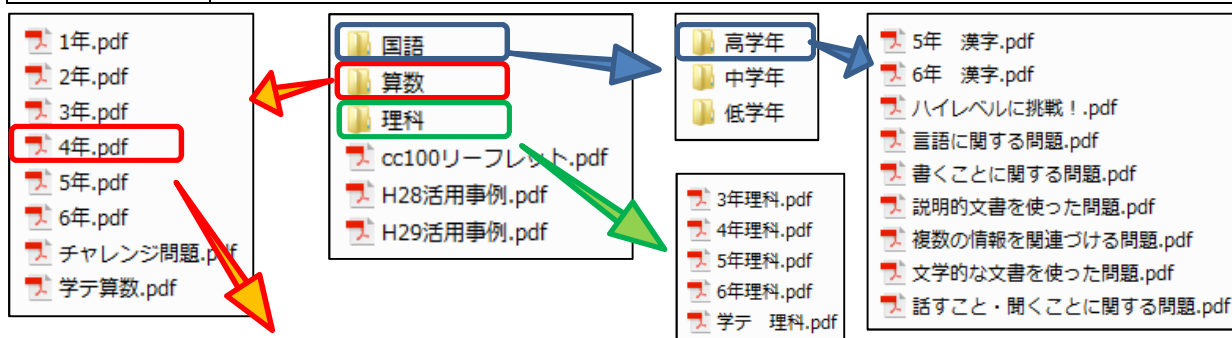 1年.pdf
2年.pdf
3年.pdf
4年.pdf
5年.pdf
6年.pdf
チャレンジ問題.pdf
学テ算数.pdf
国語
算数
理科
cc100リーフレット.pdf
H28活用事例.pdf
H29活用事例.pdf
高学年
中学年
低学年
3年理科.pdf
4年理科.pdf
5年理科.pdf
6年理科.pdf
学テ　理科.pdf
5年　漢字.pdf
6年　漢字.pdf
ハイレベルに挑戦！.pdf
言語に関する問題.pdf
書くことに関する問題.pdf
説明的文書を使った問題.pdf
複数の情報を関連づける問題.pdf
文学的な文書を使った問題.pdf
話すこと・聞くことに関する問題.pdf